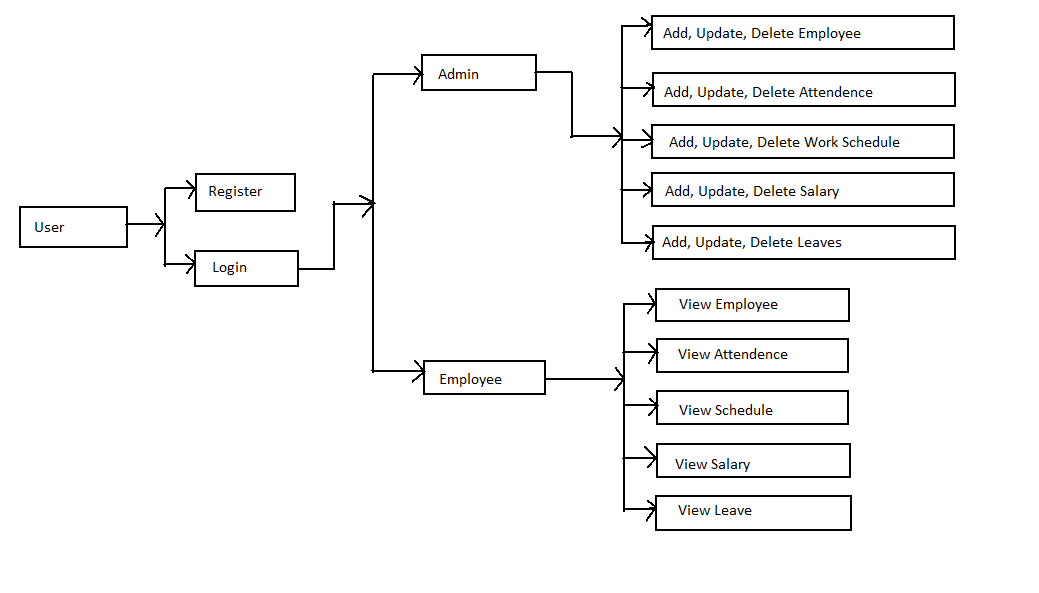 User
Register
Login
Admin
Employee
Add, Update, Delete Employee
Add, Update, Delete Attendence
Add, Update, Delete Work Schedule
Add, Update, Delete Salary
Add, Update, Delete Leaves
View Employee
View Attendence
View Schedule
View Salary
View Leave